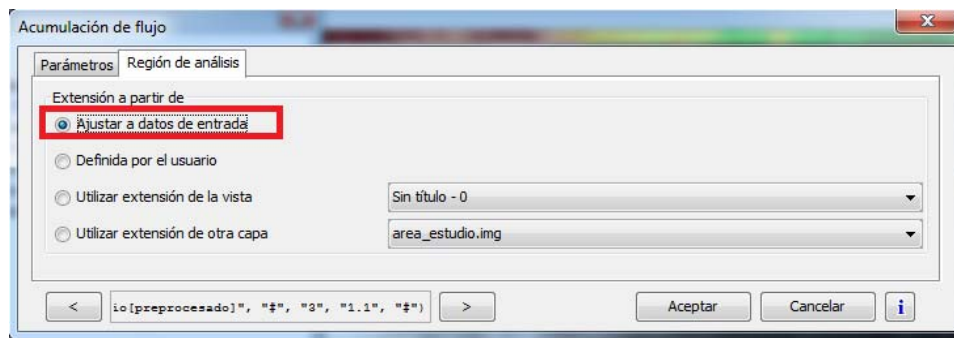 Acumulación de flujo
Parámetros Región de análisis
Extensión a partir de
Ajustar a datos de entrada
Definida por el usuario
Utilizar extensión de la vista Sin título - 0
Utilizar extensión de otra capa area_estudio.img
< io[preprocesado]", "#", "3", "1.1", "#") > Aceptar Cancelar i